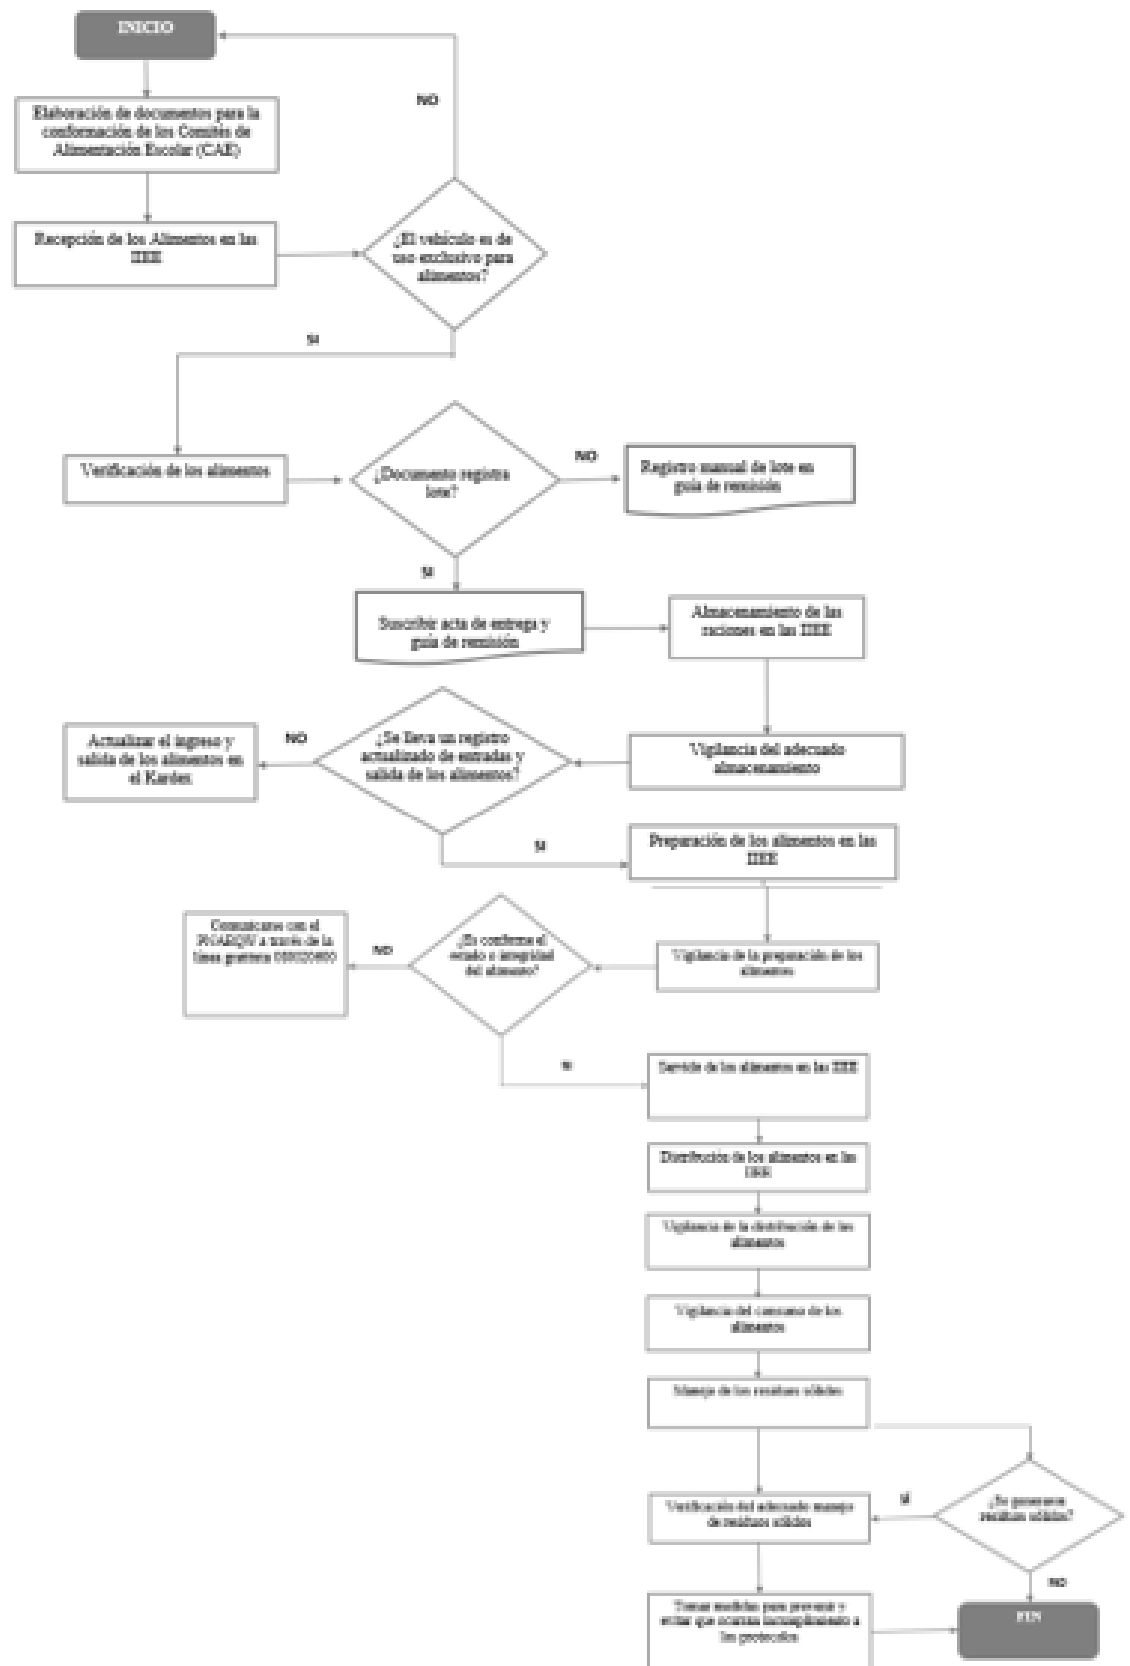 INICIO
NO
Elaboración de documentos para la
conformación de los Comités de
Alimentación Escolar (CAE)
Recepción de los Alimentos en las
IIEE
¿El vehículo es de
uso exclusivo para
alimentos?
SI
Verificación de los alimentos
¿Documento registra
lote?
NO
Registro manual de lote en
guía de remisión
SI
Suscribir acta de entrega y
guía de remisión
Almacenamiento de las
raciones en las IIEE
Actualizar el ingreso y
salida de los alimentos en
el Kardex
NO
¿Se lleva un registro
actualizado de entradas y
salida de los alimentos?
Vigilancia del adecuado
almacenamiento
SI
Preparación de los alimentos en las
IIEE
Comunicarse con el
PNAEQW a través de la
línea gratuita
NO
¿Es conforme el
estado e integridad
del alimento?
Vigilancia de la preparación de los
alimentos
SI
Servido de los alimentos en las IIEE
Distribución de los alimentos en las
IIEE
Vigilancia de la distribución de los
alimentos
Vigilancia del consumo de los
alimentos
Manejo de los residuos sólidos
Verificación del adecuado manejo
de residuos sólidos
SÍ
¿Se generaron
residuos sólidos?
NO
Tomar medidas para prevenir y
evitar que ocurran incumplimiento a
los protocolos
FIN